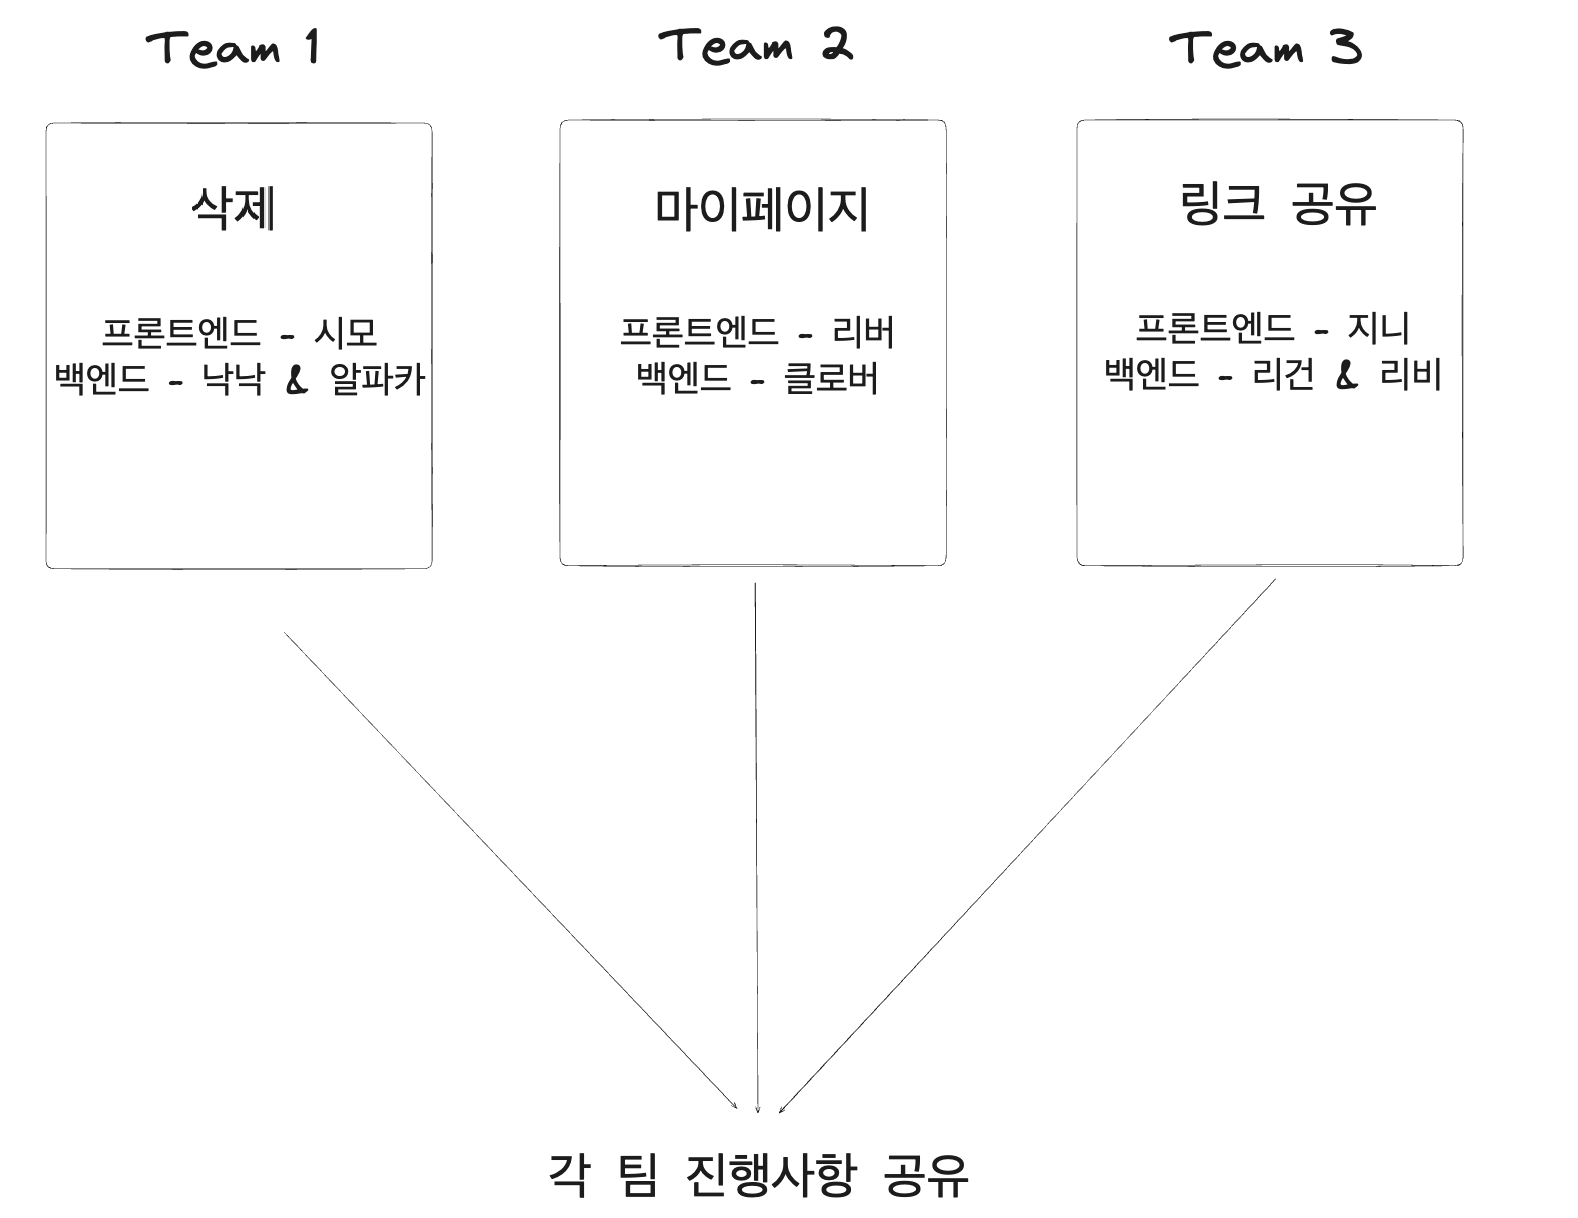 Team 1
삭제
프론트엔드 - 시모
백엔드 - 낙낙 & 알파카
Team 2
마이페이지
프론트엔드 - 리버
백엔드 - 클로버
Team 3
링크 공유
프론트엔드 - 지니
백엔드 - 리건 & 리비
각 팀 진행사항 공유